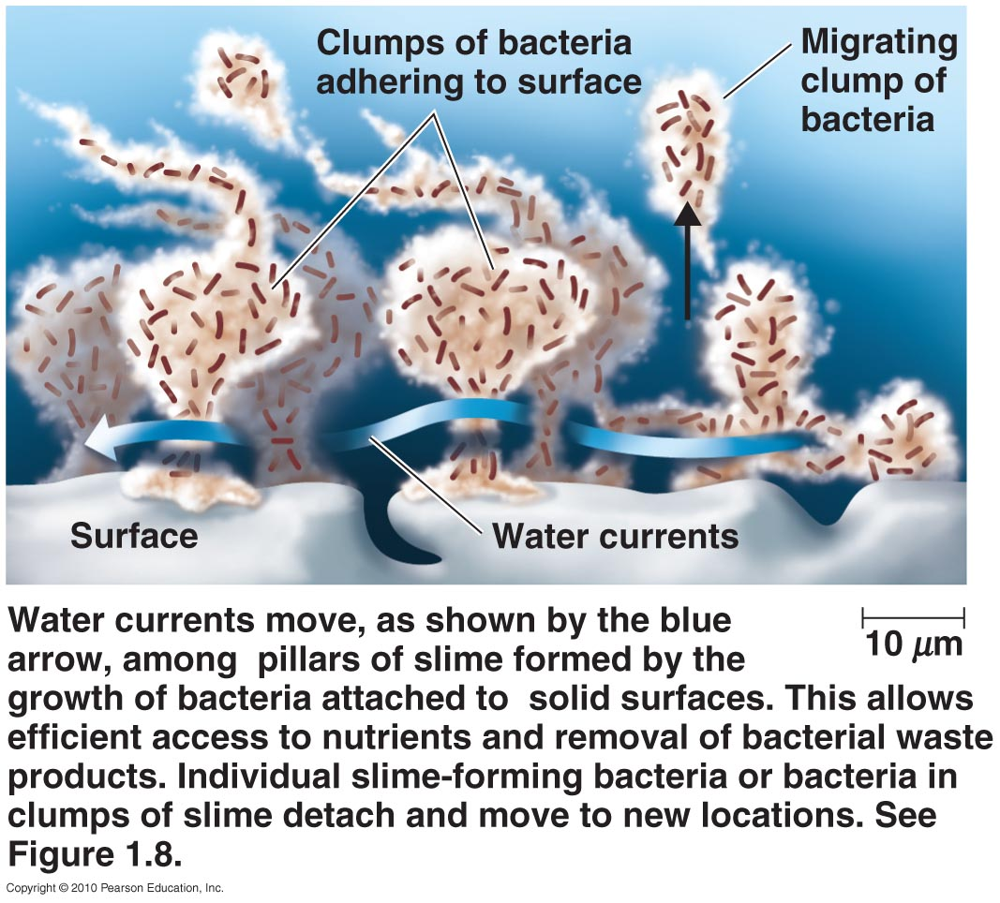 Clumps of bacteria
adhering to surface
Migrating
clump of
bacteria
Surface
Water currents
Water currents move, as shown by the blue
arrow, among  pillars of slime formed by the
growth of bacteria attached to  solid surfaces. This allows
efficient access to nutrients and removal of bacterial waste
products. Individual slime-forming bacteria or bacteria in
clumps of slime detach and move to new locations. See
Figure 1.8.
10 μm
Copyright © 2010 Pearson Education, Inc.